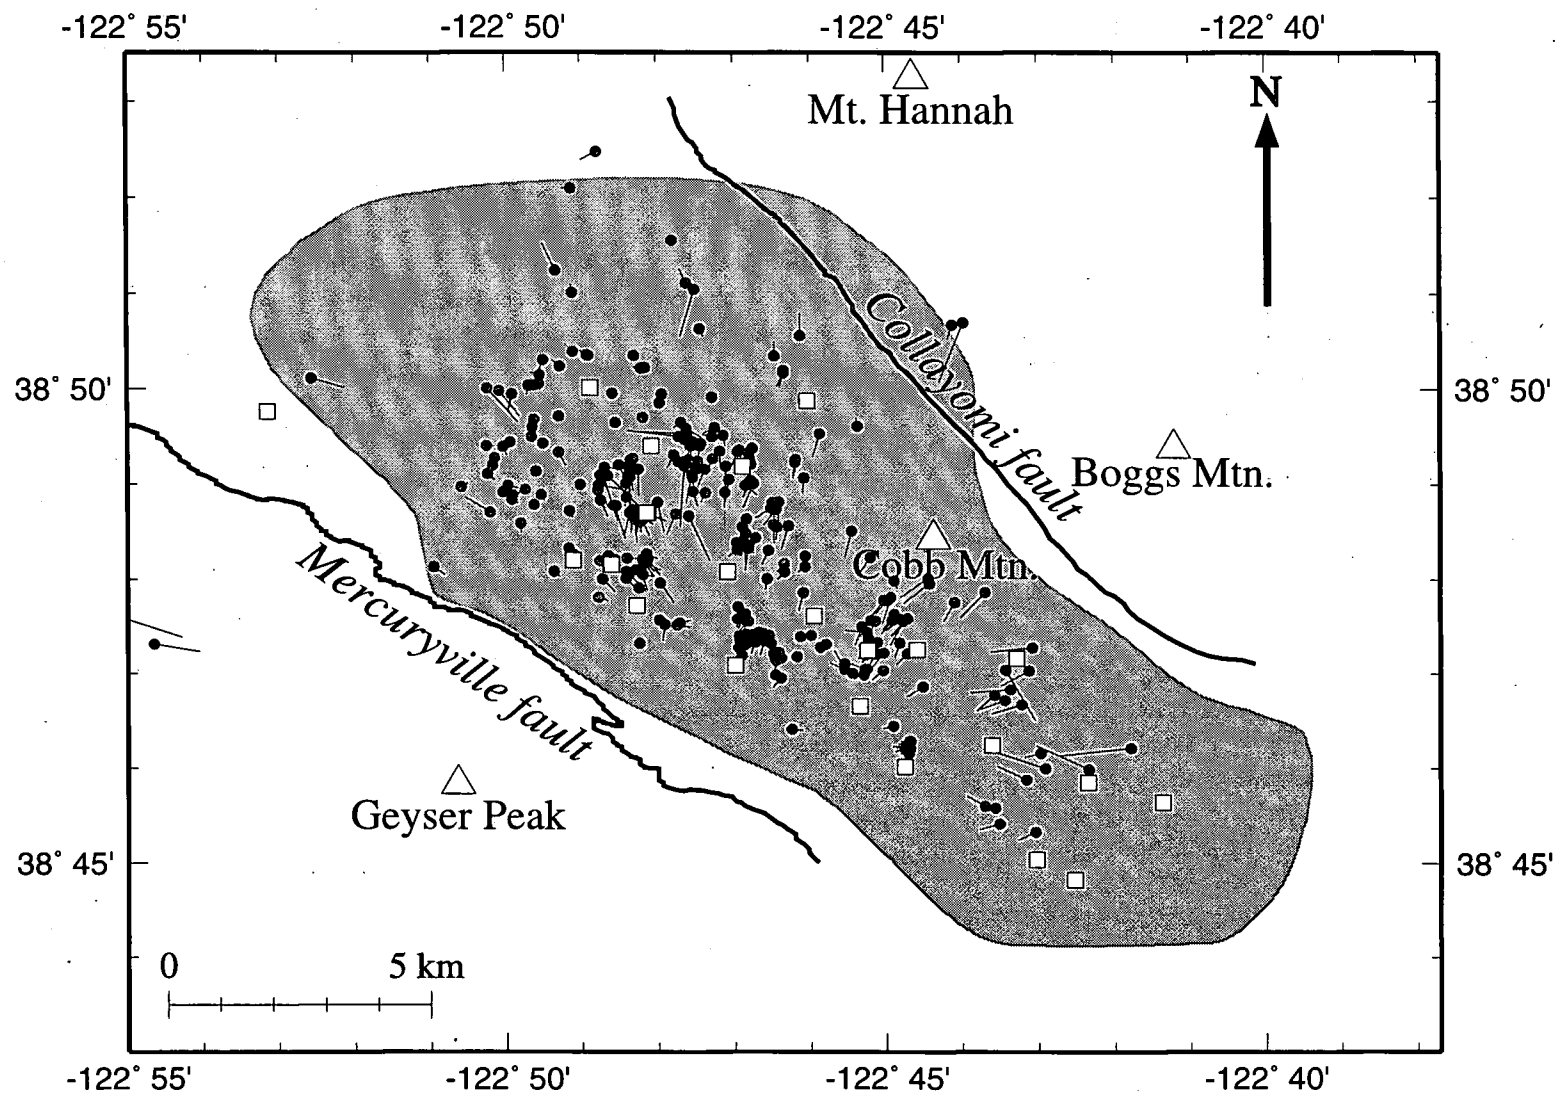 -122° 55' -122° 50' -122° 45' -122° 40'
Mt. Hannah
N
Collayomi fault
38° 50' 38° 50'
Boggs Mtn.
Cobb Mtn.
Mercuryville fault
Geyser Peak
38° 45' 38° 45'
0 5 km
-122° 55' -122° 50' -122° 45' -122° 40'